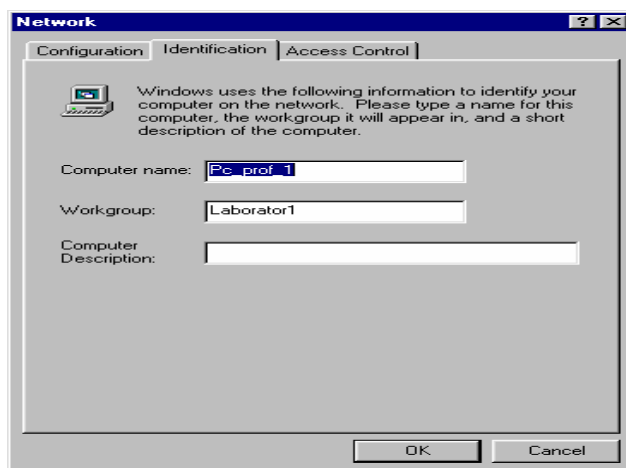 Network
Configuration Identification Access Control
Windows uses the following information to identify your
computer on the network. Please type a name for this
computer, the workgroup it will appear in, and a short
description of the computer.
Computer name: Pc_prof_1
Workgroup: Laborator1
Computer
Description:
OK Cancel